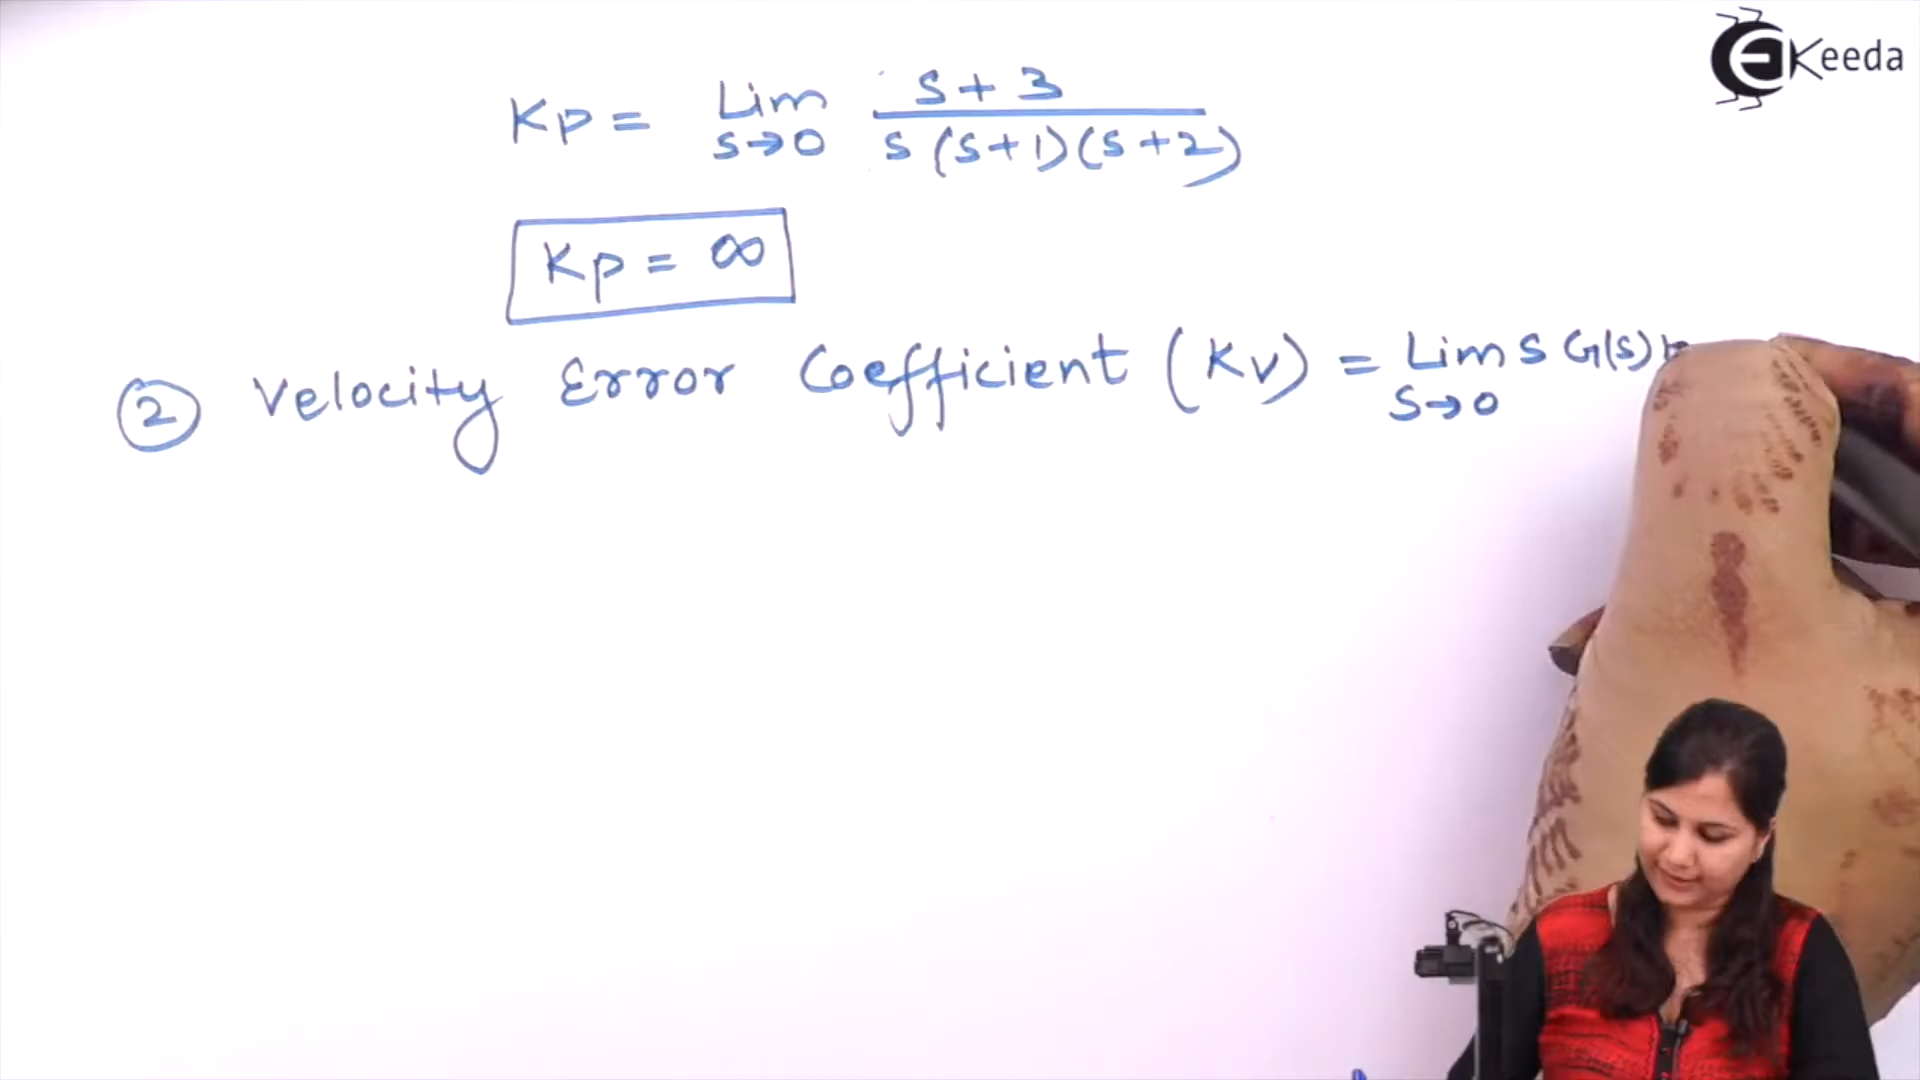 EKeeda
Kp = Lim s+3
s→0 s(s+1)(s+2)
Kp = ∞
② Velocity Error Coefficient (Kv) = Lim s G(s)
s→0